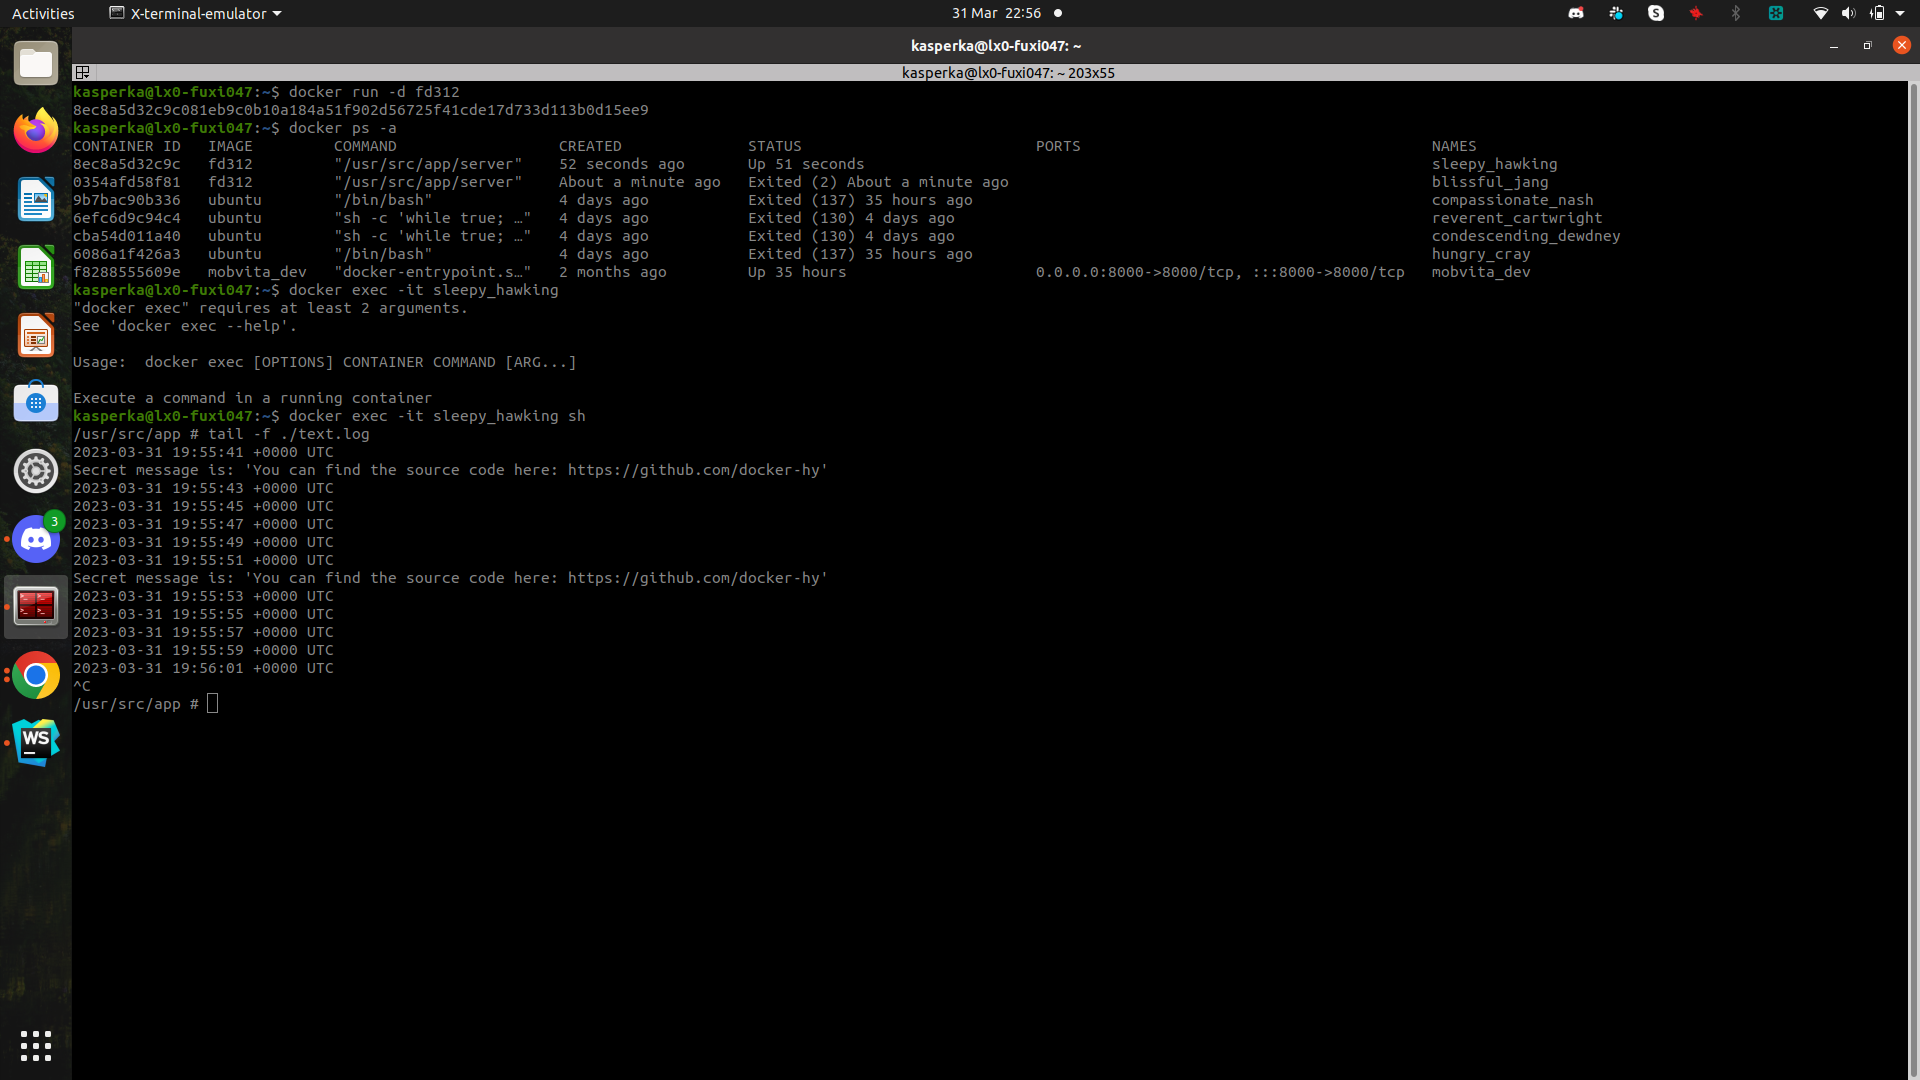 Activities
X-terminal-emulator
31 Mar 22:56
kasperka@lx0-fuxi047: ~
kasperka@lx0-fuxi047: ~ 203x55
kasperka@lx0-fuxi047:~$ docker run -d fd312
8ec8a5d32c9c081eb9c0b10a184a51f902d56725f41cde17d733d113b0d15ee9
kasperka@lx0-fuxi047:~$ docker ps -a
CONTAINER ID   IMAGE         COMMAND                  CREATED              STATUS                          PORTS                                       NAMES
8ec8a5d32c9c   fd312         "/usr/src/app/server"    52 seconds ago       Up 51 seconds                                                               sleepy_hawking
0354afd58f81   fd312         "/usr/src/app/server"    About a minute ago   Exited (2) About a minute ago                                               blissful_jang
9b7bac90b336   ubuntu        "/bin/bash"              4 days ago           Exited (137) 35 hours ago                                                   compassionate_nash
6efc6d9c94c4   ubuntu        "sh -c 'while true; …"   4 days ago           Exited (130) 4 days ago                                                     reverent_cartwright
cba54d011a40   ubuntu        "sh -c 'while true; …"   4 days ago           Exited (130) 4 days ago                                                     condescending_dewdney
6086a1f426a3   ubuntu        "/bin/bash"              4 days ago           Exited (137) 35 hours ago                                                   hungry_cray
f8288555609e   mobvita_dev   "docker-entrypoint.s…"   2 months ago         Up 35 hours                     0.0.0.0:8000->8000/tcp, :::8000->8000/tcp   mobvita_dev
kasperka@lx0-fuxi047:~$ docker exec -it sleepy_hawking
"docker exec" requires at least 2 arguments.
See 'docker exec --help'.
Usage:  docker exec [OPTIONS] CONTAINER COMMAND [ARG...]
Execute a command in a running container
kasperka@lx0-fuxi047:~$ docker exec -it sleepy_hawking sh
/usr/src/app # tail -f ./text.log
2023-03-31 19:55:41 +0000 UTC
Secret message is: 'You can find the source code here: https://github.com/docker-hy'
2023-03-31 19:55:43 +0000 UTC
2023-03-31 19:55:45 +0000 UTC
2023-03-31 19:55:47 +0000 UTC
2023-03-31 19:55:49 +0000 UTC
2023-03-31 19:55:51 +0000 UTC
Secret message is: 'You can find the source code here: https://github.com/docker-hy'
2023-03-31 19:55:53 +0000 UTC
2023-03-31 19:55:55 +0000 UTC
2023-03-31 19:55:57 +0000 UTC
2023-03-31 19:55:59 +0000 UTC
2023-03-31 19:56:01 +0000 UTC
^C
/usr/src/app #
3
WS